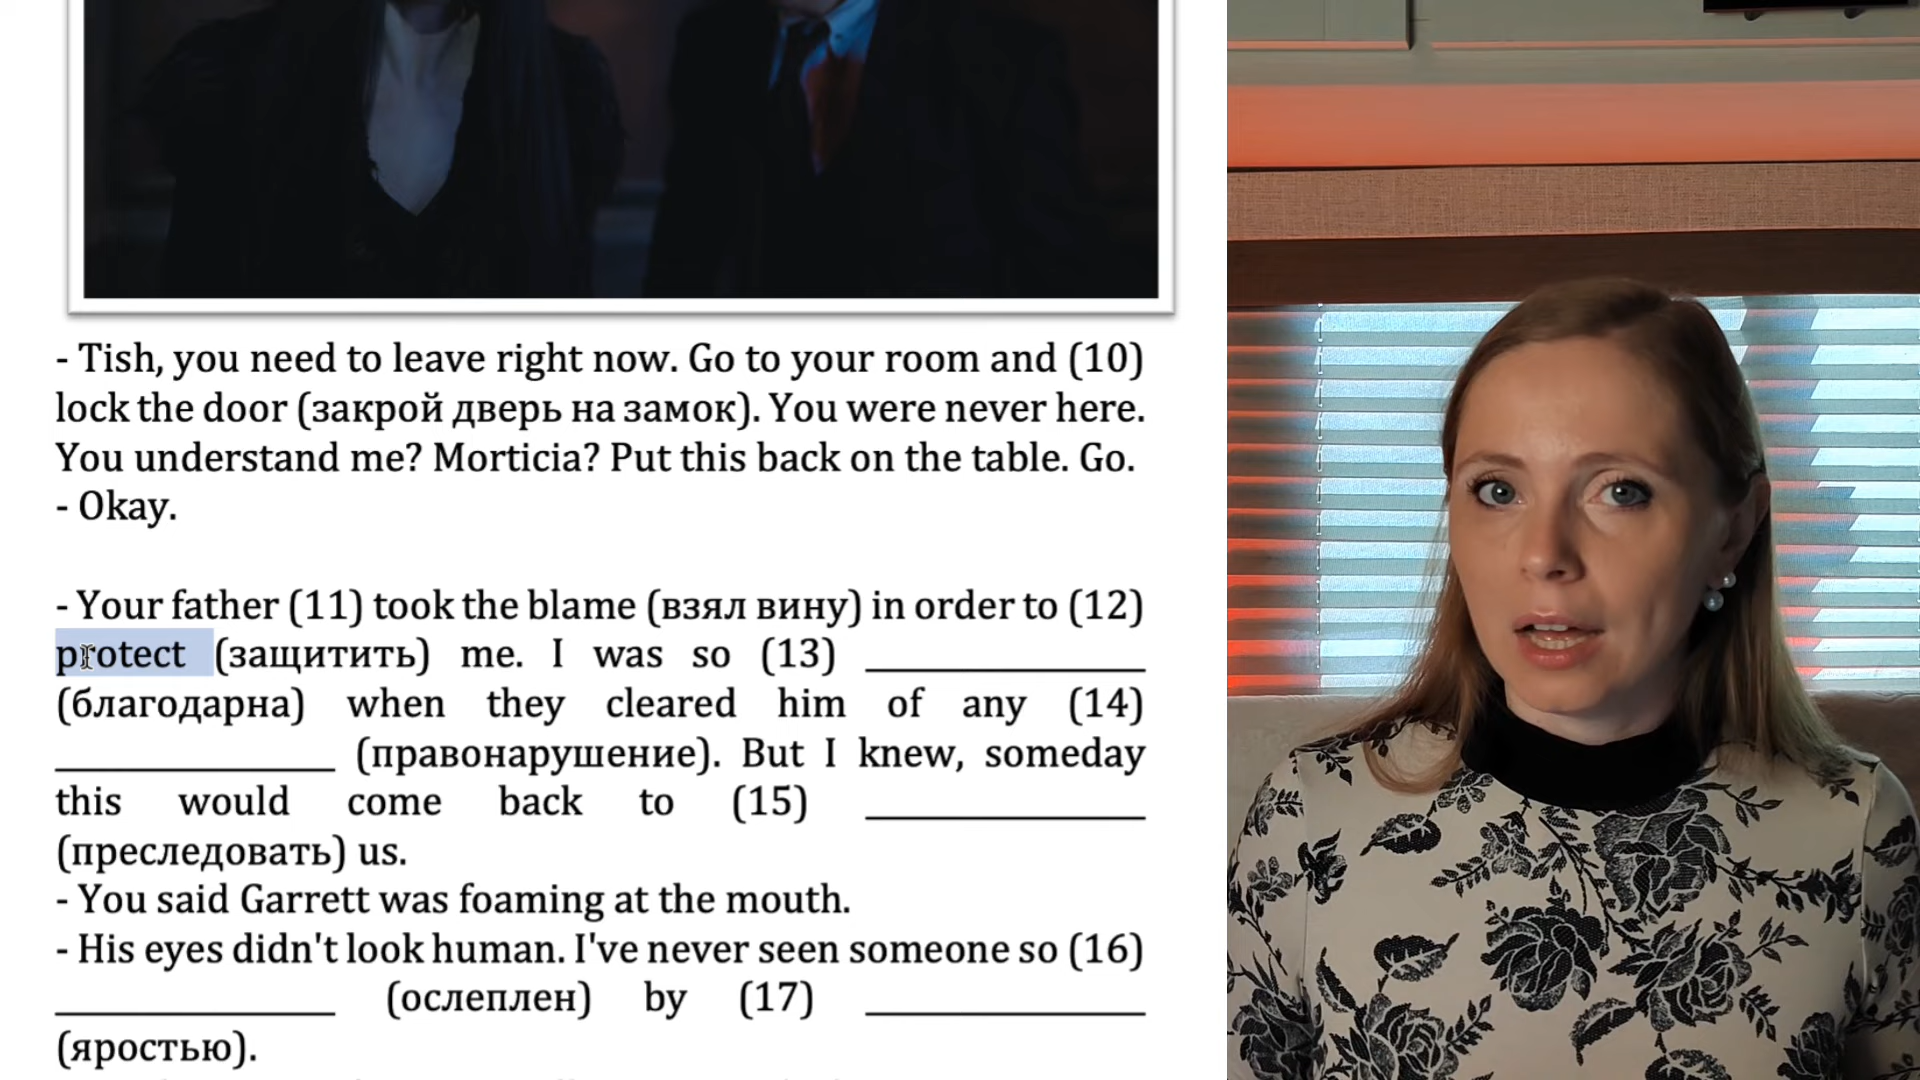 - Tish, you need to leave right now. Go to your room and (10)
lock the door (закрой дверь на замок). You were never here.
You understand me? Morticia? Put this back on the table. Go.
- Okay.
- Your father (11) took the blame (взял вину) in order to (12)
protect (защитить) me. I was so (13) ______________
(благодарна) when they cleared him of any (14)
______________ (правонарушение). But I knew, someday
this would come back to (15) ______________
(преследовать) us.
- You said Garrett was foaming at the mouth.
- His eyes didn't look human. I've never seen someone so (16)
______________ (ослеплен) by (17) ______________
(яростью).